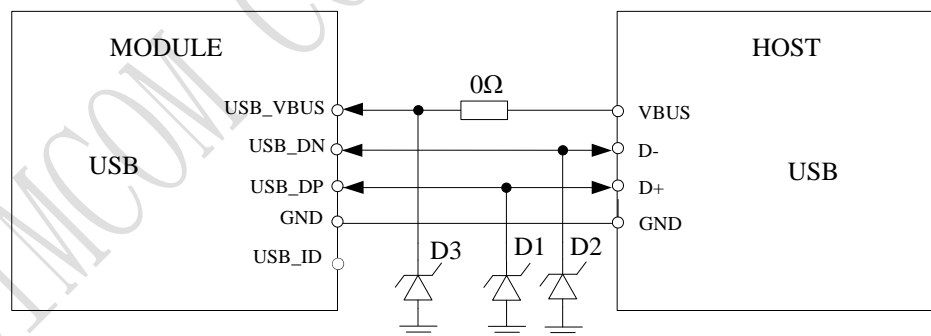 MODULE
HOST
0Ω
USB_VBUS
VBUS
USB_DN
D-
USB
USB
USB_DP
D+
GND
GND
USB_ID
D3
D1
D2